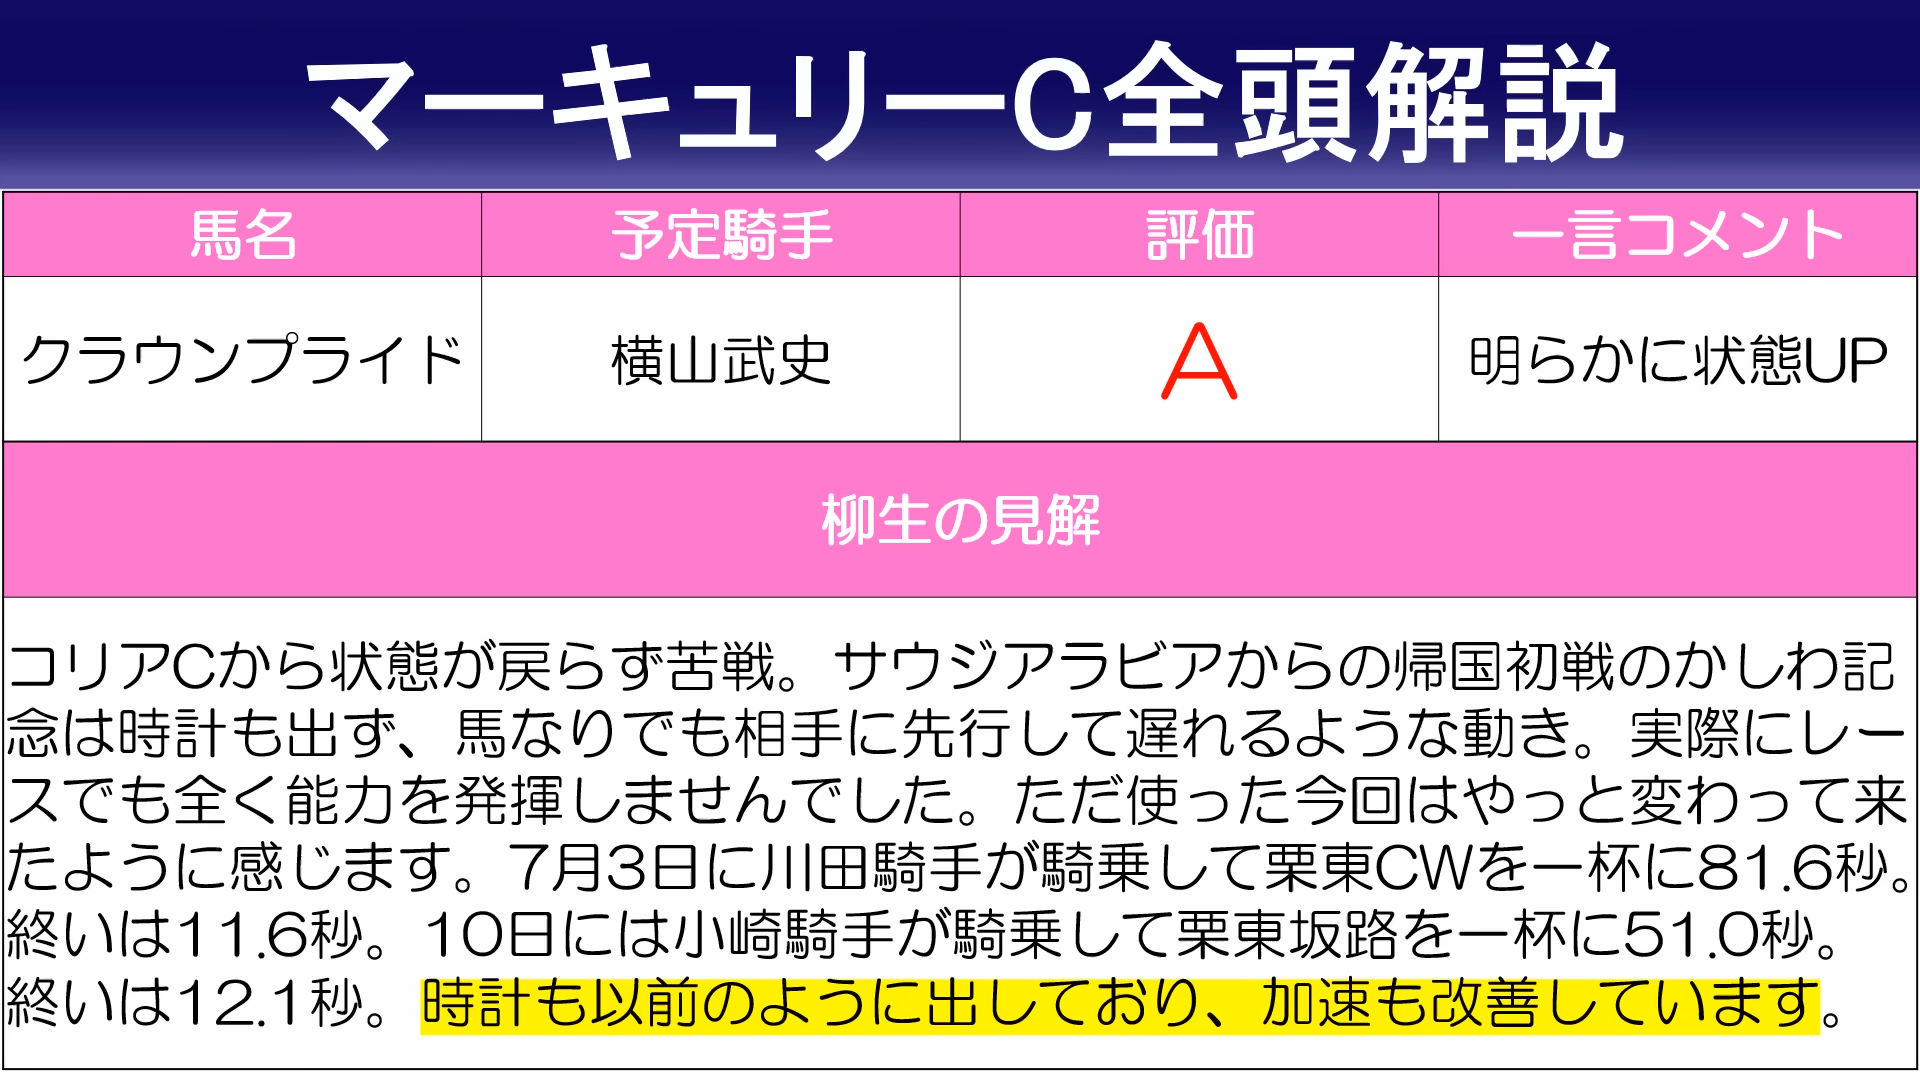 マーキュリーC全頭解説
馬名 予定騎手 評価 一言コメント
クラウンプライド 横山武史 A 明らかに状態UP
柳生の見解
コリアCから状態が戻らず苦戦。サウジアラビアからの帰国初戦のかしわ記
念は時計も出ず、馬なりでも相手に先行して遅れるような動き。実際にレー
スでも全く能力を発揮しませんでした。ただ使った今回はやっと変わって来
たように感じます。7月3日に川田騎手が騎乗して栗東CWを一杯に81.6秒。
終いは11.6秒。10日には小崎騎手が騎乗して栗東坂路を一杯に51.0秒。
終いは12.1秒。時計も以前のように出しており、加速も改善しています。